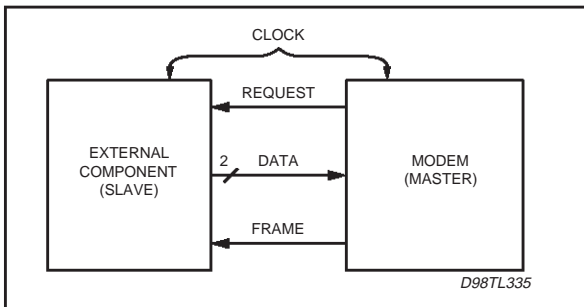 CLOCK
REQUEST
EXTERNAL
COMPONENT
(SLAVE)
2 DATA
MODEM
(MASTER)
FRAME
D98TL335